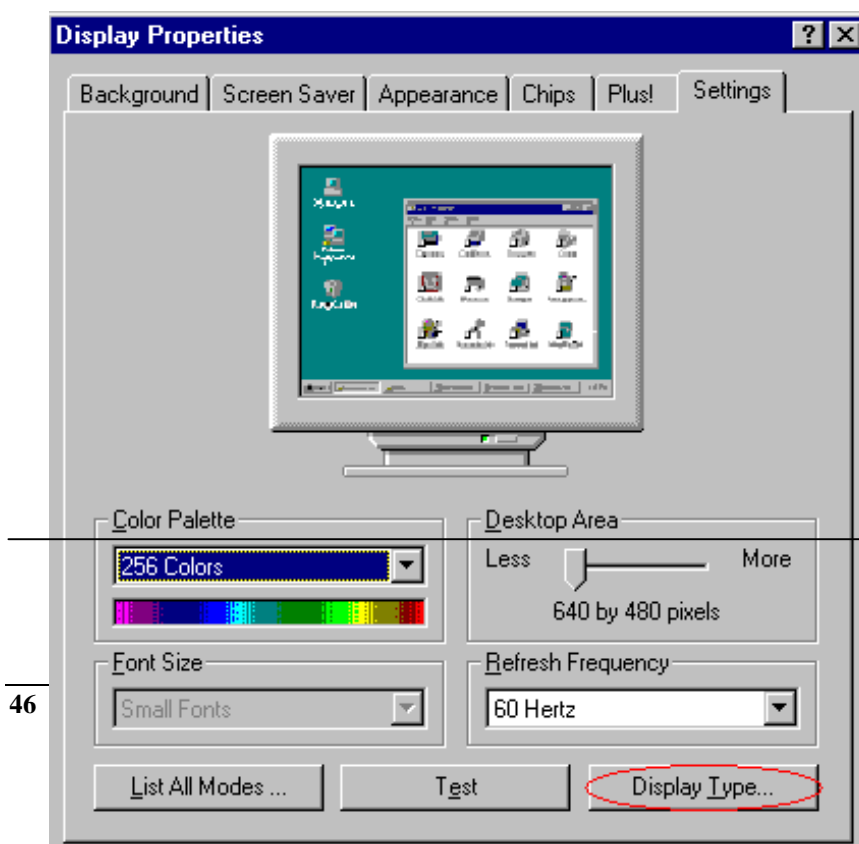 Display Properties
Background Screen Saver Appearance Chips Plus! Settings
Color Palette
256 Colors
Desktop Area
Less More
640 by 480 pixels
Font Size
Small Fonts
Refresh Frequency
60 Hertz
46
List All Modes ... Test Display Type...